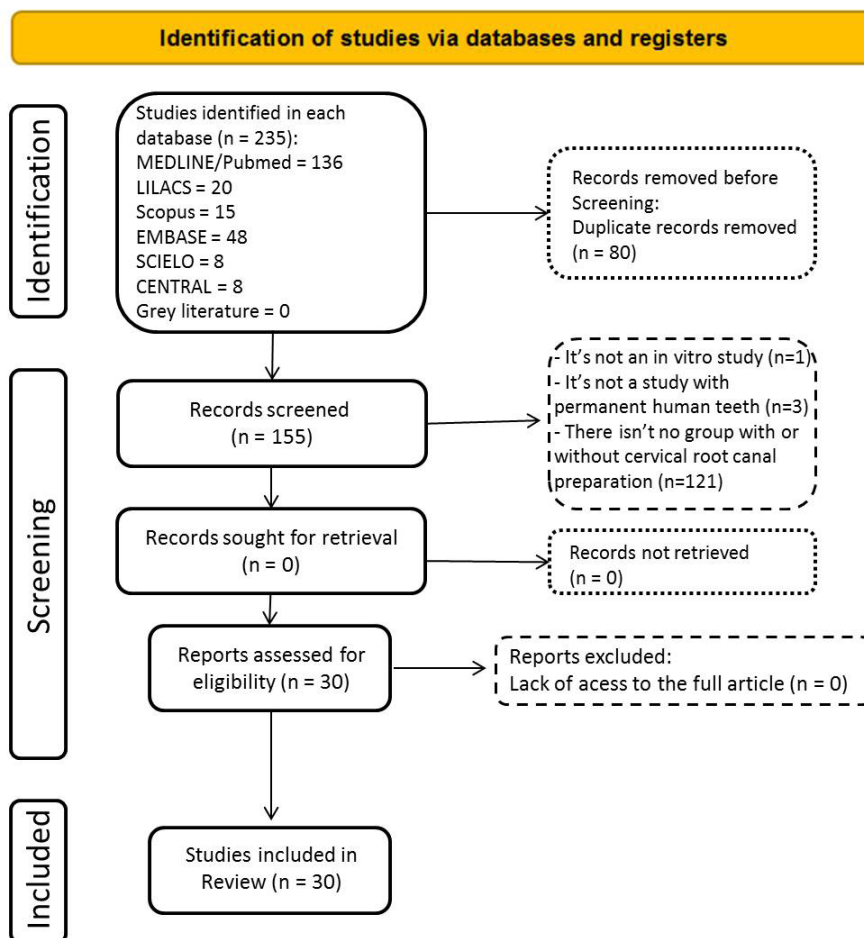 Identification of studies via databases and registers
Identification
Studies identified in each
database (n = 235):
MEDLINE/Pubmed = 136
LILACS = 20
Scopus = 15
EMBASE = 48
SCIELO = 8
CENTRAL = 8
Grey literature = 0
Records removed before
Screening:
Duplicate records removed
(n = 80)
Screening
Records screened
(n = 155)
- It's not an in vitro study (n=1)
- It's not a study with
permanent human teeth (n=3)
- There isn't no group with or
without cervical root canal
preparation (n=121)
Records sought for retrieval
(n = 0)
Records not retrieved
(n = 0)
Reports assessed for
eligibility (n = 30)
Reports excluded:
Lack of acess to the full article (n = 0)
Included
Studies included in
Review (n = 30)